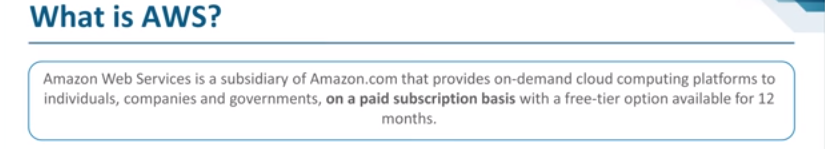 What is AWS?
Amazon Web Services is a subsidiary of Amazon.com that provides on-demand cloud computing platforms to
individuals, companies and governments, on a paid subscription basis with a free-tier option available for 12
months.